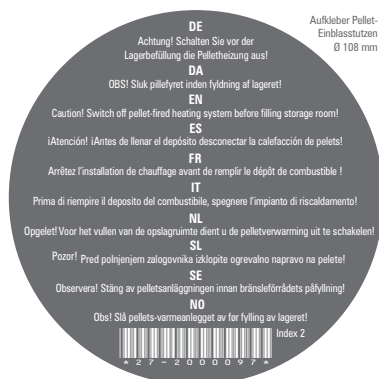 Aufkleber Pellet-
Einblasstutzen
Ø 108 mm
DE
Achtung! Schalten Sie vor der
Lagerbefüllung die Pelletheizung aus!
DA
OBS! Sluk pillefyret inden fyldning af lageret!
EN
Caution! Switch off pellet-fired heating system before filling storage room!
ES
¡Atención! ¡Antes de llenar el depósito desconectar la calefacción de pelets!
FR
Arrêtez l'installation de chauffage avant de remplir le dépôt de combustible !
IT
Prima di riempire il deposito del combustibile, spegnere l'impianto di riscaldamento!
NL
Opgelet! Voor het vullen van de opslagruimte dient u de pelletverwarming uit te schakelen!
SL
Pozor! Pred polnjenjem zalogovnika izklopite ogrevalno napravo na pelete!
SE
Observera! Stäng av pelletsanläggningen innan bränsleförrådets påfyllning!
NO
Obs! Slå pellets-varmeanlegget av før fylling av lageret!
Index 2
*27-2000097*